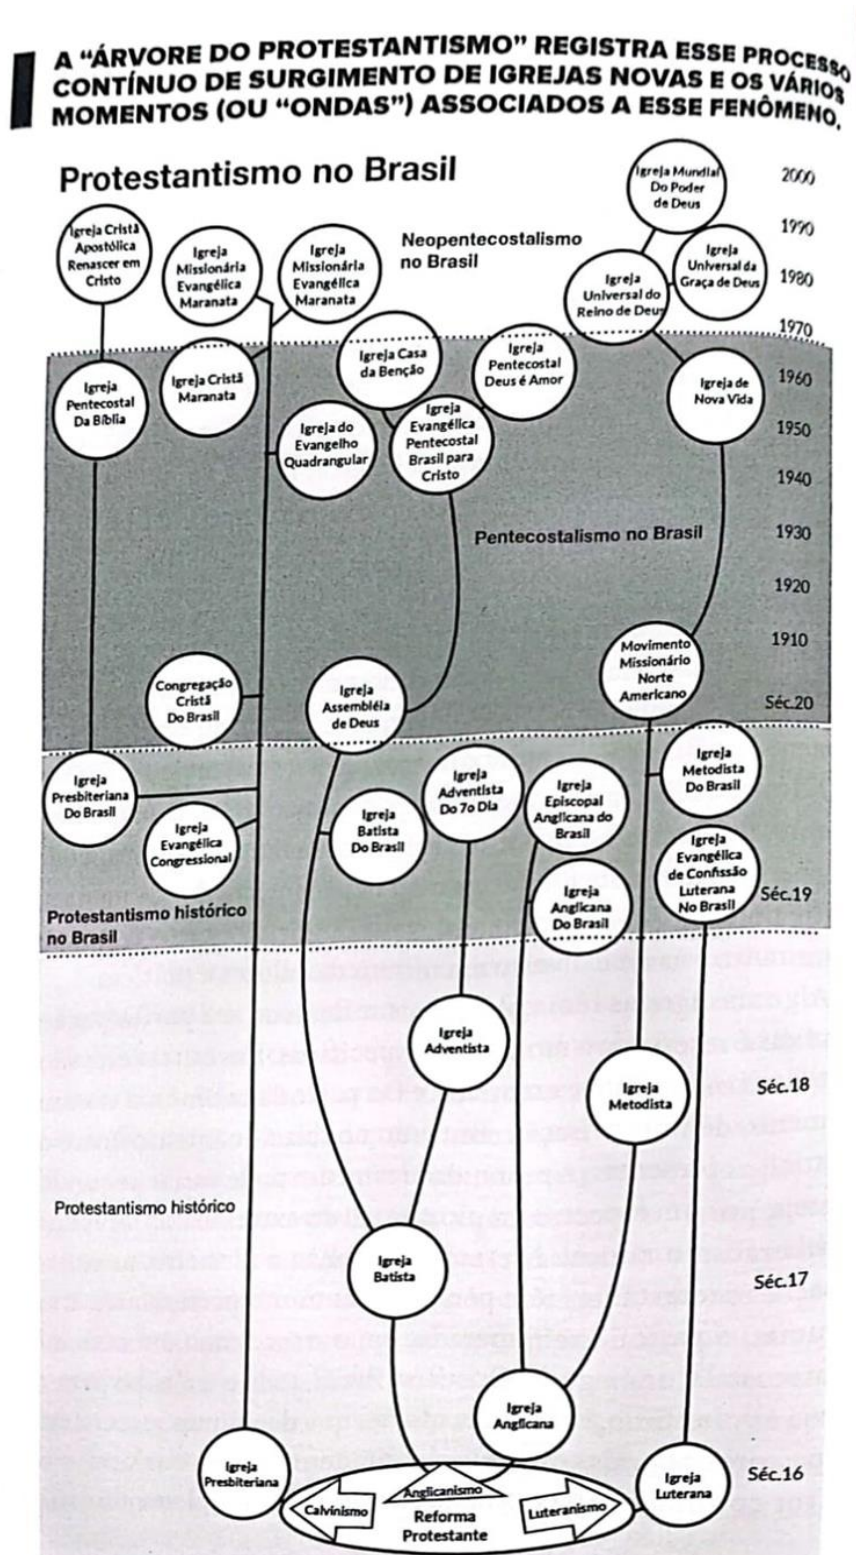 A “ÁRVORE DO PROTESTANTISMO” REGISTRA ESSE PROCESSO
CONTÍNUO DE SURGIMENTO DE IGREJAS NOVAS E OS VÁRIOS
MOMENTOS (OU “ONDAS”) ASSOCIADOS A ESSE FENÔMENO.
Protestantismo no Brasil
Igreja Mundial
Do Poder
de Deus
2000
Igreja Cristã
Apostólica
Renascer em
Cristo
Igreja
Missionária
Evangélica
Maranata
Igreja
Missionária
Evangélica
Maranata
Neopentecostalismo
no Brasil
Igreja
Universal do
Reino de Deus
Igreja
Universal da
Graça de Deus
1990
1980
1970
Igreja
Pentecostal
Da Bíblia
Igreja Cristã
Maranata
Igreja Casa
da Benção
Igreja
Pentecostal
Deus é Amor
Igreja de
Nova Vida
1960
Igreja do
Evangelho
Quadrangular
Igreja
Evangélica
Pentecostal
Brasil para
Cristo
1950
1940
Pentecostalismo no Brasil
1930
1920
1910
Movimento
Missionário
Norte
Americano
Congregação
Cristã
Do Brasil
Igreja
Assembléia
de Deus
Séc.20
Igreja
Presbiteriana
Do Brasil
Igreja
Evangélica
Congressional
Igreja
Batista
Do Brasil
Igreja
Adventista
Do 7o Dia
Igreja
Episcopal
Anglicana do
Brasil
Igreja
Metodista
Do Brasil
Igreja
Anglicana
Do Brasil
Igreja
Evangélica
de Confissão
Luterana
No Brasil
Séc.19
Protestantismo histórico
no Brasil
Igreja
Adventista
Igreja
Metodista
Séc.18
Protestantismo histórico
Igreja
Batista
Séc.17
Igreja
Anglicana
Igreja
Presbiteriana
Igreja
Luterana
Séc.16
Anglicanismo
Calvinismo
Luteranismo
Reforma
Protestante